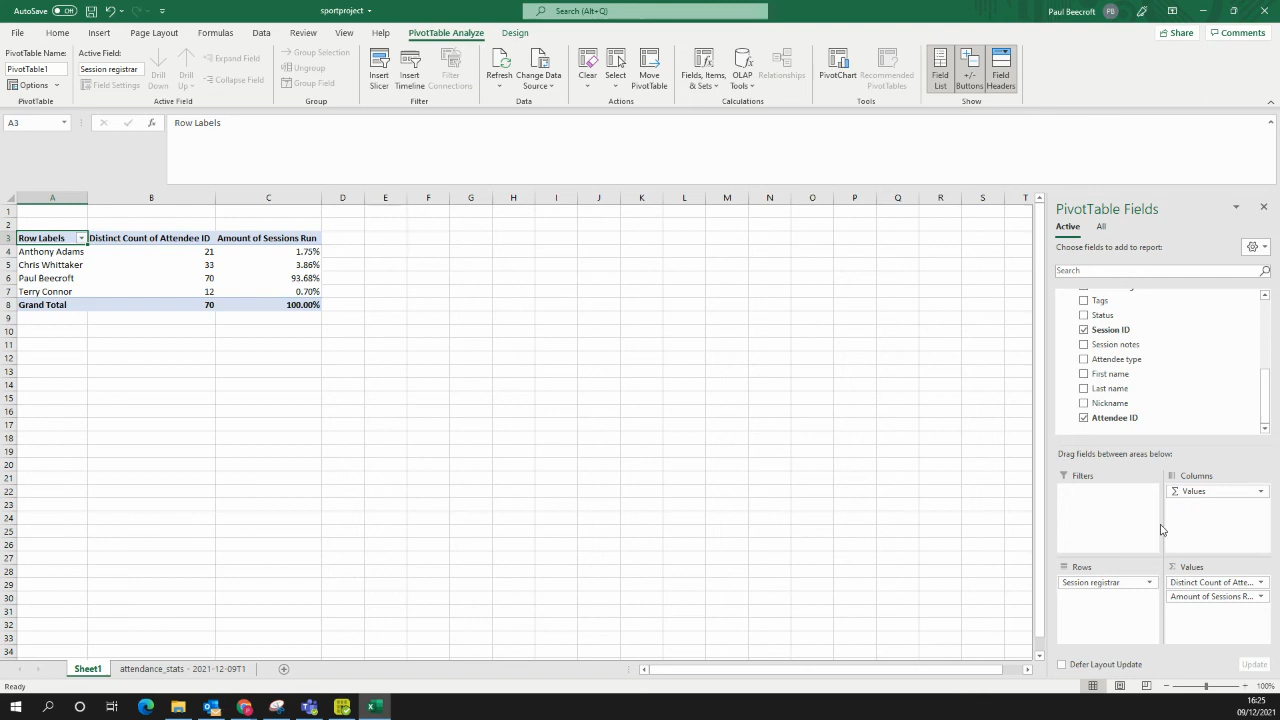 AutoSave Off sportproject Search (Alt+Q) Paul Beecroft PB
File Home Insert Page Layout Formulas Data Review View Help PivotTable Analyze Design Share Comments
PivotTable Name: Active Field:
PivotTable1 Session registrar
Options Field Settings
Drill Down Drill Up Expand Field Collapse Field
Group Selection
Ungroup
Group Field
Insert Slicer Insert Timeline Filter Connections
Refresh Change Data Source
Clear Select Move PivotTable
Fields, Items, & Sets OLAP Tools Relationships
PivotChart Recommended PivotTables
Field List +/- Buttons Field Headers
PivotTable Active Field Group Filter Data Actions Calculations Tools Show
A3 fx Row Labels
A B C D E F G H I J K L M N O P Q R S T
1
2
3 Row Labels Distinct Count of Attendee ID Amount of Sessions Run
4 Anthony Adams 21 1.75%
5 Chris Whittaker 33 3.86%
6 Paul Beecroft 70 93.68%
7 Terry Connor 12 0.70%
8 Grand Total 70 100.00%
9
10
11
12
13
14
15
16
17
18
19
20
21
22
23
24
25
26
27
28
29
30
31
32
33
34
PivotTable Fields
Active All
Choose fields to add to report:
Search
Tags
Status
Session ID
Session notes
Attendee type
First name
Last name
Nickname
Attendee ID
Drag fields between areas below:
Filters Columns
Σ Values
Rows Σ Values
Session registrar Distinct Count of Atte...
Amount of Sessions R...
Defer Layout Update Update
Sheet1 attendance_stats - 2021-12-09T1
Ready 100%
16:25
09/12/2021